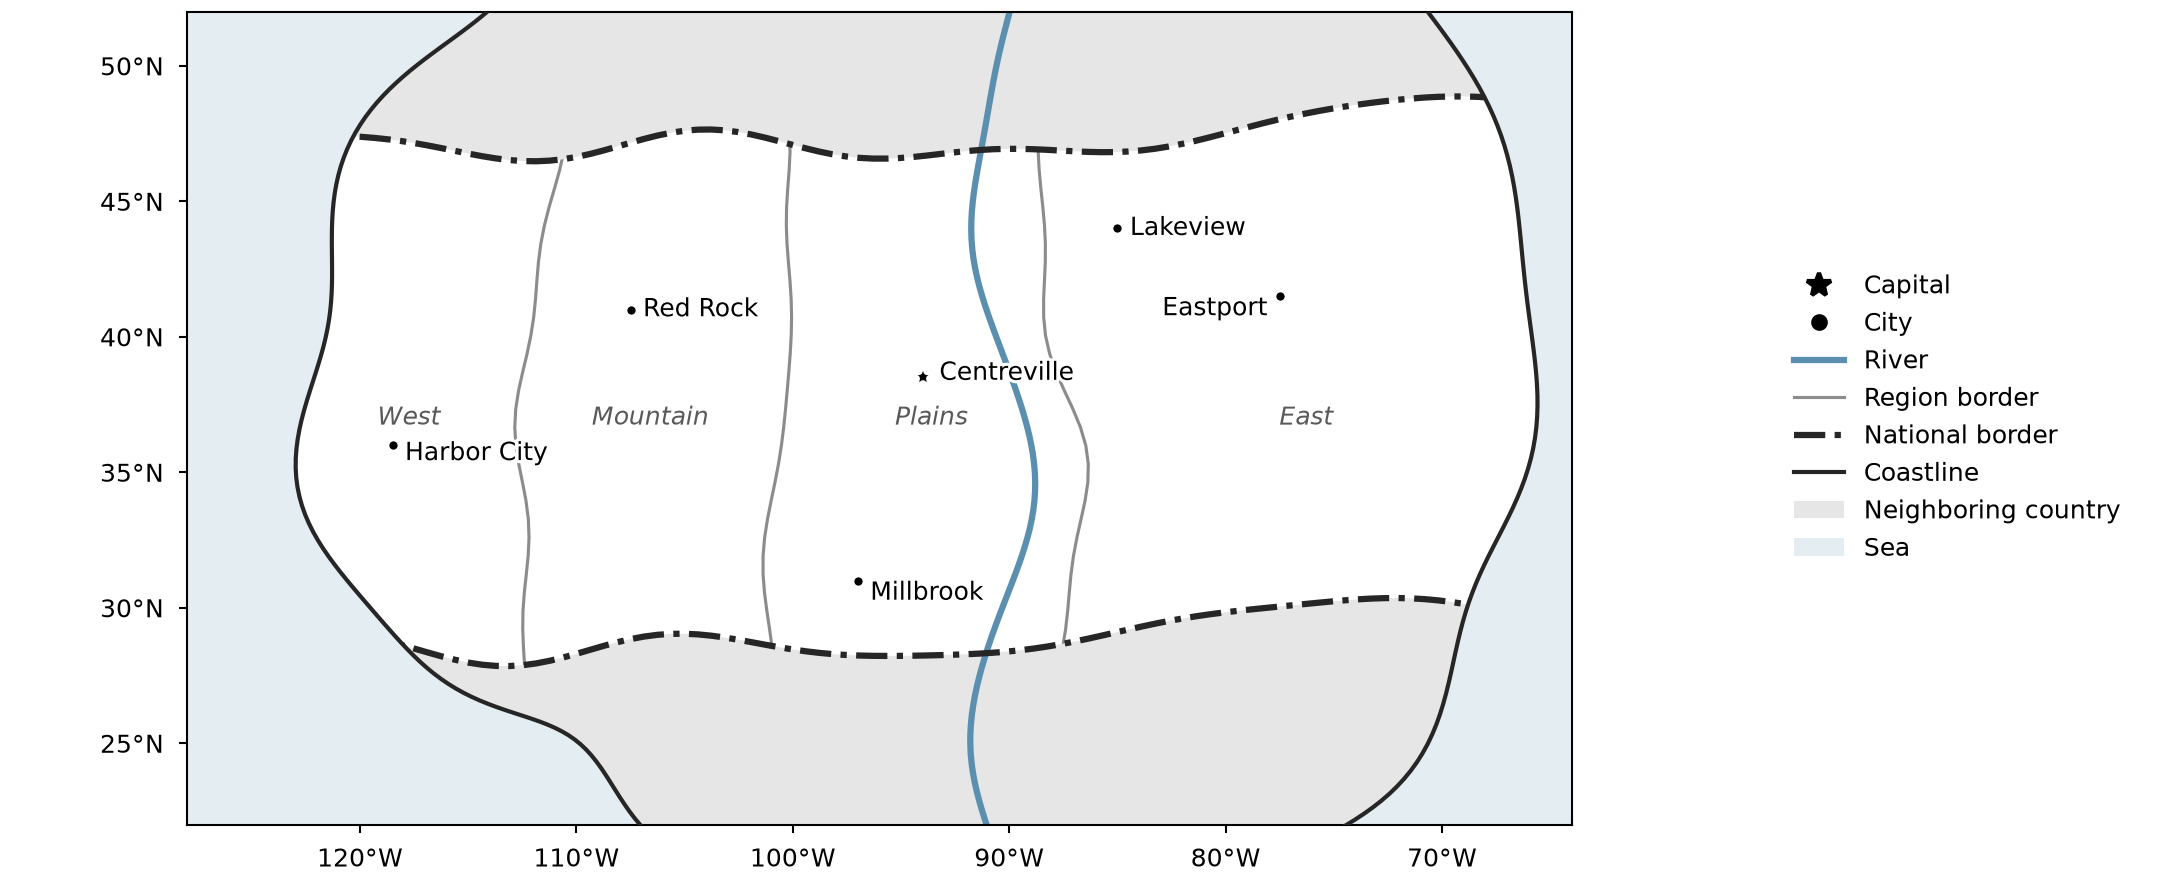 50°N
45°N
40°N
35°N
30°N
25°N
120°W
110°W
100°W
90°W
80°W
70°W
Lakeview
Red Rock
Eastport
Centreville
West
Mountain
Plains
East
Harbor City
Millbrook
Capital
City
River
Region border
National border
Coastline
Neighboring country
Sea